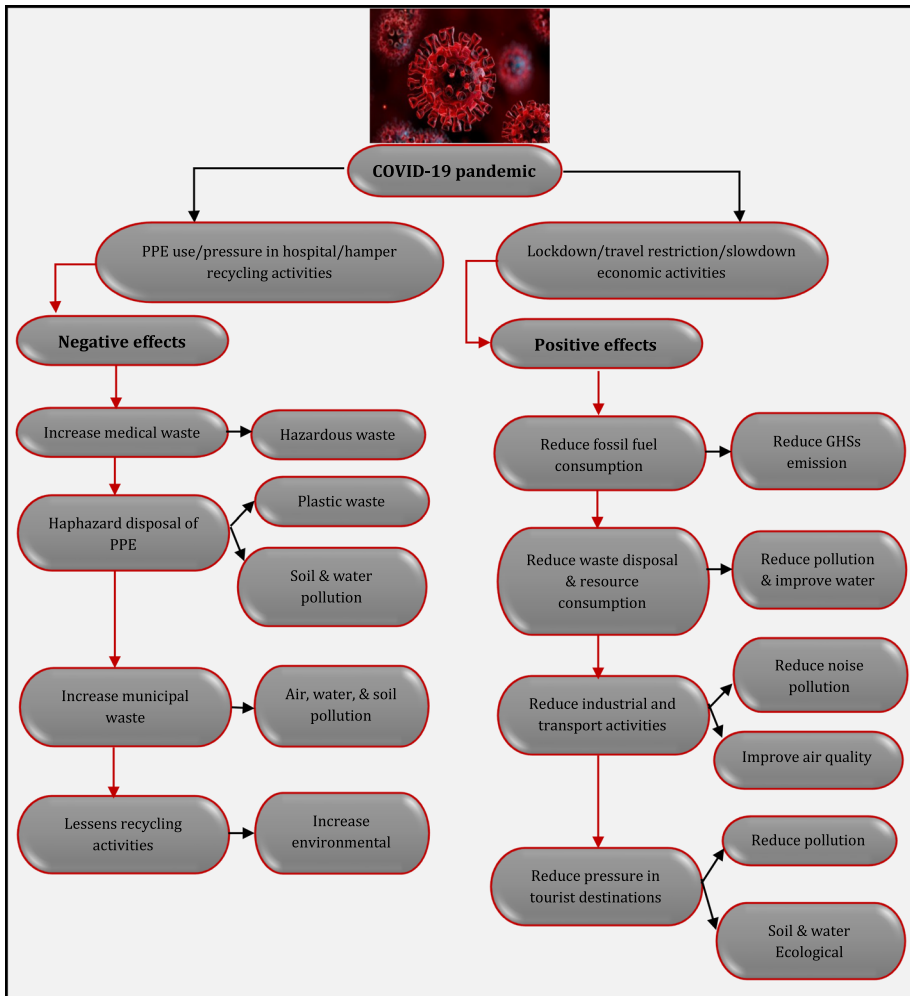 COVID-19 pandemic
PPE use/pressure in hospital/hamper
recycling activities
Negative effects
Increase medical waste
Hazardous waste
Haphazard disposal of
PPE
Plastic waste
Soil & water
pollution
Increase municipal
waste
Air, water, & soil
pollution
Lessens recycling
activities
Increase
environmental
Lockdown/travel restriction/slowdown
economic activities
Positive effects
Reduce fossil fuel
consumption
Reduce GHSs
emission
Reduce waste disposal
& resource
consumption
Reduce pollution
& improve water
Reduce industrial and
transport activities
Reduce noise
pollution
Improve air quality
Reduce pressure in
tourist destinations
Reduce pollution
Soil & water
Ecological